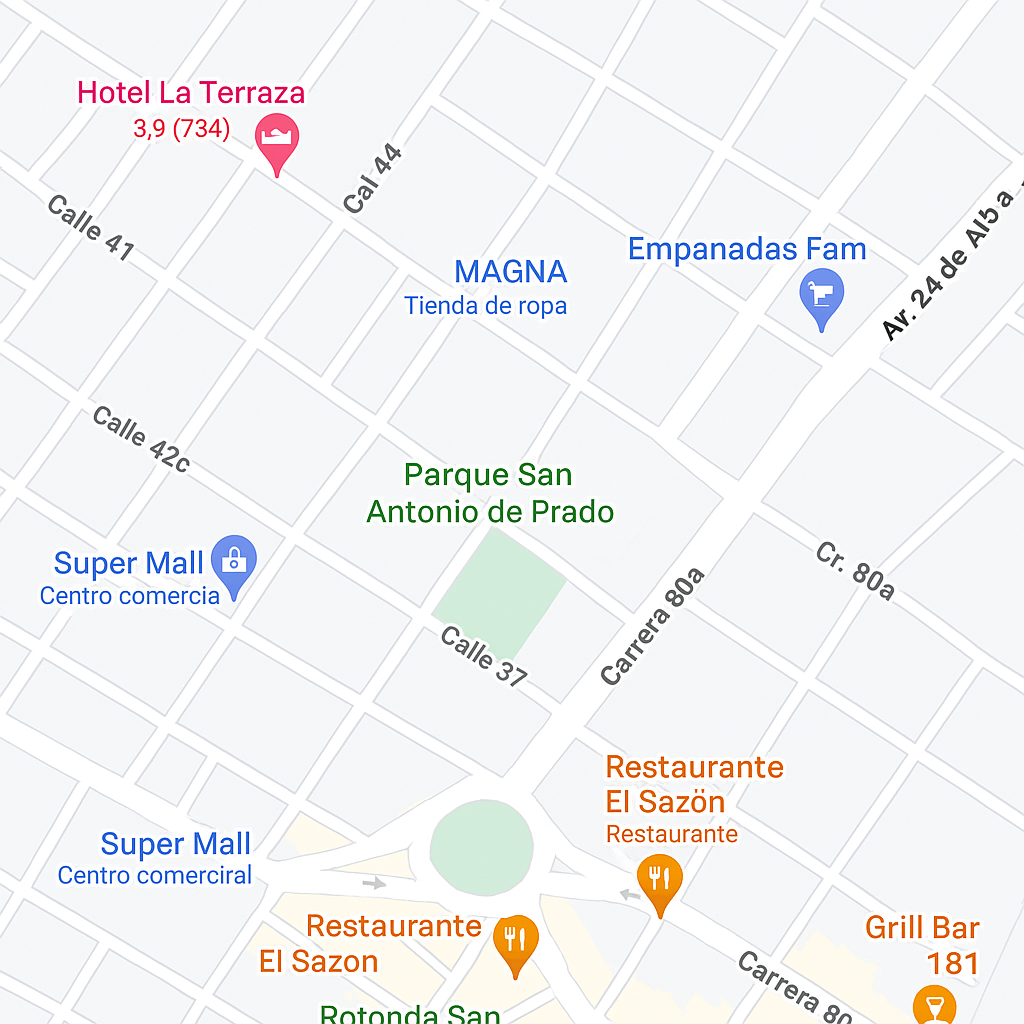 Hotel La Terraza
3,9 (734)
Cal 44
Calle 41
Empanadas Fam
Av. 24 de Alba
MAGNA
Tienda de ropa
Calle 42c
Parque San
Antonio de Prado
Super Mall
Centro comercia
Cr. 80a
Carrera 80a
Calle 37
Restaurante
El Sazön
Restaurante
Super Mall
Centro comerciral
Restaurante
El Sazon
Grill Bar
181
Carrera 80
Rotonda San